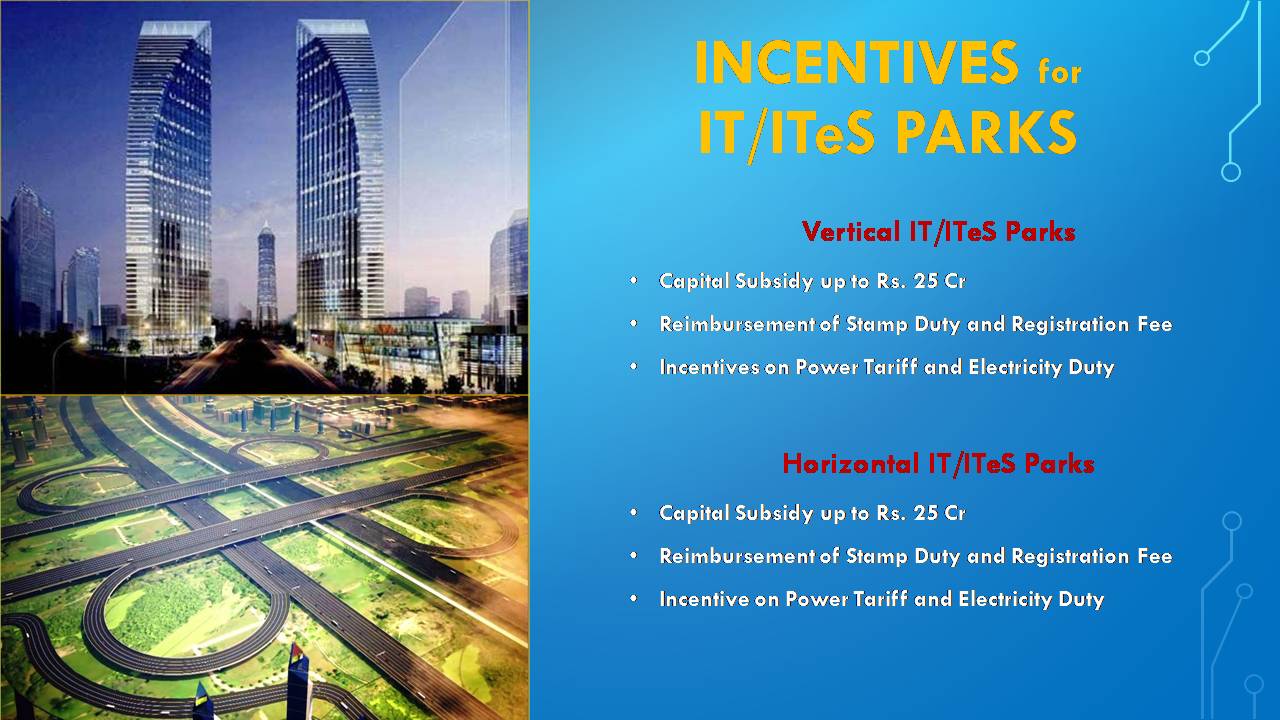 INCENTIVES for
IT/ITeS PARKS
Vertical IT/ITeS Parks
• Capital Subsidy up to Rs. 25 Cr
• Reimbursement of Stamp Duty and Registration Fee
• Incentives on Power Tariff and Electricity Duty
Horizontal IT/ITeS Parks
• Capital Subsidy up to Rs. 25 Cr
• Reimbursement of Stamp Duty and Registration Fee
• Incentive on Power Tariff and Electricity Duty